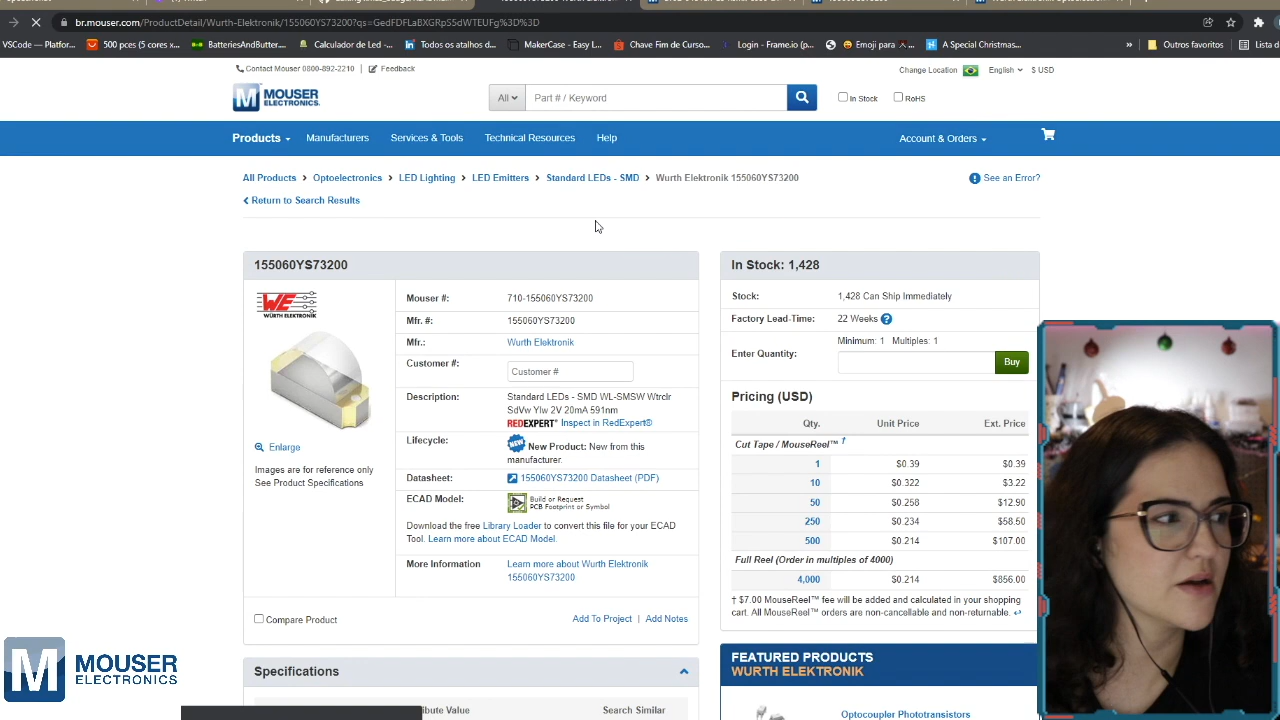 br.mouser.com/ProductDetail/Wurth-Elektronik/155060YS73200?qs=GedFDFLaBXGRpS5dWTEUFg%3D%3D
VSCode — Platfor...
500 pces (5 cores x...
BatteriesAndButter...
Calculador de Led -...
Todos os atalhos d...
MakerCase - Easy L...
Chave Fim de Curso...
Login - Frame.io (p...
Emoji para
A Special Christmas...
»
Outros favoritos
Lista d
Contact Mouser 0800-892-2210 | Feedback
Change Location
English
$ USD
MOUSER
ELECTRONICS
All
Part # / Keyword
In Stock
RoHS
Products
Manufacturers
Services & Tools
Technical Resources
Help
Account & Orders
All Products > Optoelectronics > LED Lighting > LED Emitters > Standard LEDs - SMD > Wurth Elektronik 155060YS73200
See an Error?
Return to Search Results
155060YS73200
WE
WÜRTH ELEKTRONIK
Enlarge
Images are for reference only
See Product Specifications
Mouser #: 710-155060YS73200
Mfr. #: 155060YS73200
Mfr.: Wurth Elektronik
Customer #: Customer #
Description: Standard LEDs - SMD WL-SMSW Wtrclr
SdVw Ylw 2V 20mA 591nm
REDEXPERT® Inspect in RedExpert®
Lifecycle: NEW New Product: New from this
manufacturer.
Datasheet: 155060YS73200 Datasheet (PDF)
ECAD Model: Build or Request
PCB Footprints or Symbol
Download the free Library Loader to convert this file for your ECAD
Tool. Learn more about ECAD Model.
More Information Learn more about Wurth Elektronik
155060YS73200
Compare Product
Add To Project | Add Notes
In Stock: 1,428
Stock: 1,428 Can Ship Immediately
Factory Lead-Time: 22 Weeks ?
Minimum: 1 Multiples: 1
Enter Quantity:
Buy
Pricing (USD)
Qty. Unit Price Ext. Price
Cut Tape / MouseReel™ †
1 $0.39 $0.39
10 $0.322 $3.22
50 $0.258 $12.90
250 $0.234 $58.50
500 $0.214 $107.00
Full Reel (Order in multiples of 4000)
4,000 $0.214 $856.00
† $7.00 MouseReel™ fee will be added and calculated in your shopping
cart. All MouseReel™ orders are non-cancellable and non-returnable.
Specifications
ibute Value
Search Similar
FEATURED PRODUCTS
WURTH ELEKTRONIK
Optocoupler Phototransistors
M MOUSER
ELECTRONICS